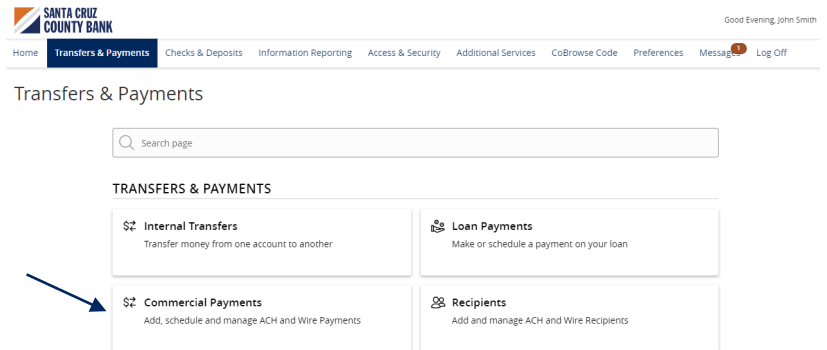 SANTA CRUZ
COUNTY BANK
Good Evening, John Smith
Home Transfers & Payments Checks & Deposits Information Reporting Access & Security Additional Services CoBrowse Code Preferences Messages 1 Log Off
Transfers & Payments
Search page
TRANSFERS & PAYMENTS
Internal Transfers
Transfer money from one account to another
Loan Payments
Make or schedule a payment on your loan
Commercial Payments
Add, schedule and manage ACH and Wire Payments
Recipients
Add and manage ACH and Wire Recipients